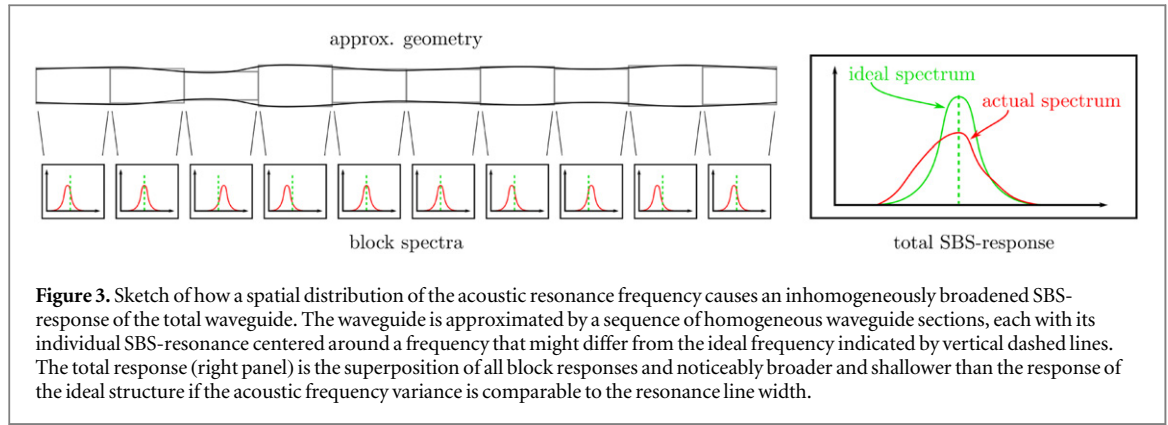 approx. geometry
ideal spectrum
actual spectrum
block spectra
total SBS-response
Figure 3. Sketch of how a spatial distribution of the acoustic resonance frequency causes an inhomogeneously broadened SBS-
response of the total waveguide. The waveguide is approximated by a sequence of homogeneous waveguide sections, each with its
individual SBS-resonance centered around a frequency that might differ from the ideal frequency indicated by vertical dashed lines.
The total response (right panel) is the superposition of all block responses and noticeably broader and shallower than the response of
the ideal structure if the acoustic frequency variance is comparable to the resonance line width.